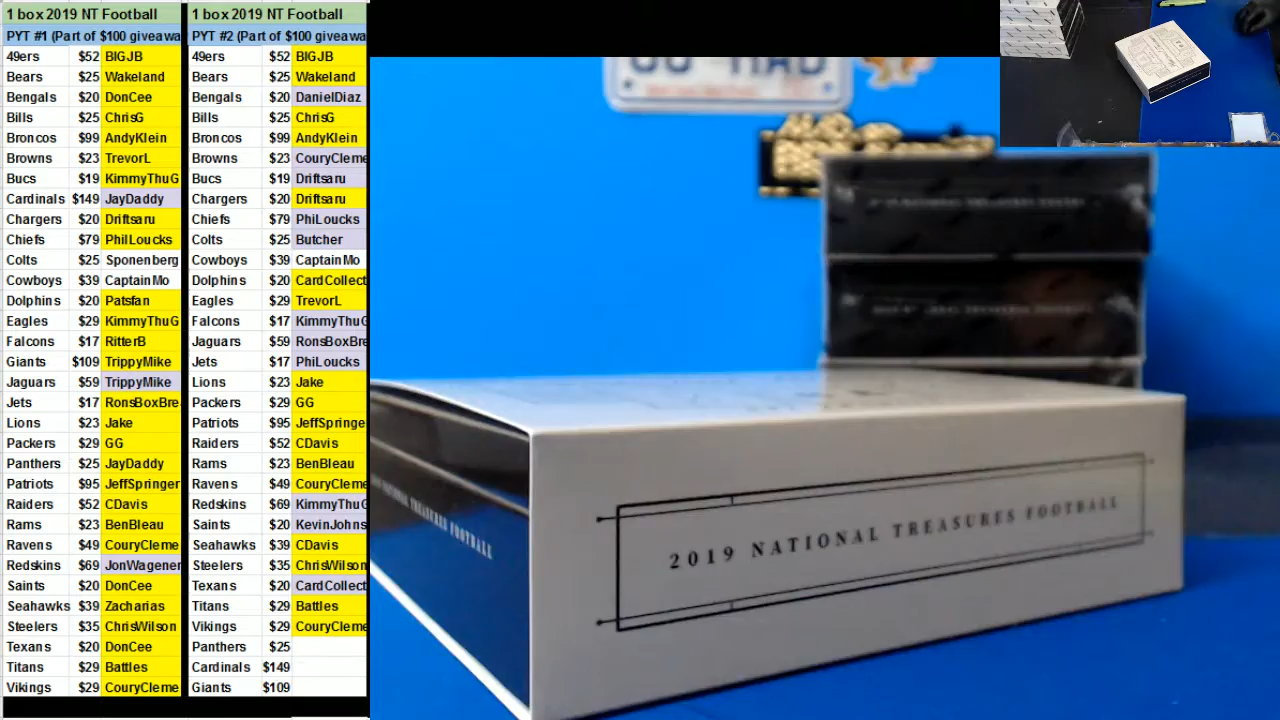 1 box 2019 NT Football
PYT #1 (Part of $100 giveawa
49ers $52 BIGJB
Bears $25 Wakeland
Bengals $20 DonCee
Bills $25 ChrisG
Broncos $99 AndyKlein
Browns $23 TrevorL
Bucs $19 KimmyThuG
Cardinals $149 JayDaddy
Chargers $20 Driftsaru
Chiefs $79 PhilLoucks
Colts $25 Sponenberg
Cowboys $39 CaptainMo
Dolphins $20 Patsfan
Eagles $29 KimmyThuG
Falcons $17 RitterB
Giants $109 TrippyMike
Jaguars $59 TrippyMike
Jets $17 RonsBoxBre
Lions $23 Jake
Packers $29 GG
Panthers $25 JayDaddy
Patriots $95 JeffSpringer
Raiders $52 CDavis
Rams $23 BenBleau
Ravens $49 CouryCleme
Redskins $69 JonWagener
Saints $20 DonCee
Seahawks $39 Zacharias
Steelers $35 ChrisWilson
Texans $20 DonCee
Titans $29 Battles
Vikings $29 CouryCleme
1 box 2019 NT Football
PYT #2 (Part of $100 giveawa
49ers $52 BIGJB
Bears $25 Wakeland
Bengals $20 DanielDiaz
Bills $25 ChrisG
Broncos $99 AndyKlein
Browns $23 CouryCleme
Bucs $19 Driftsaru
Chargers $20 Driftsaru
Chiefs $79 PhiLoucks
Colts $25 Butcher
Cowboys $39 CaptainMo
Dolphins $20 CardCollect
Eagles $29 TrevorL
Falcons $17 KimmyThuG
Jaguars $59 RonsBoxBre
Jets $17 PhiLoucks
Lions $23 Jake
Packers $29 GG
Patriots $95 JeffSpringe
Raiders $52 CDavis
Rams $23 BenBleau
Ravens $49 CouryCleme
Redskins $69 KimmyThuG
Saints $20 KevinJohns
Seahawks $39 CDavis
Steelers $35 ChrisWilson
Texans $20 CardCollect
Titans $29 Battles
Vikings $29 CouryCleme
Panthers $25
Cardinals $149
Giants $109
NATIONAL TREASURES FOOTBALL
2019 NATIONAL TREASURES FOOTBALL